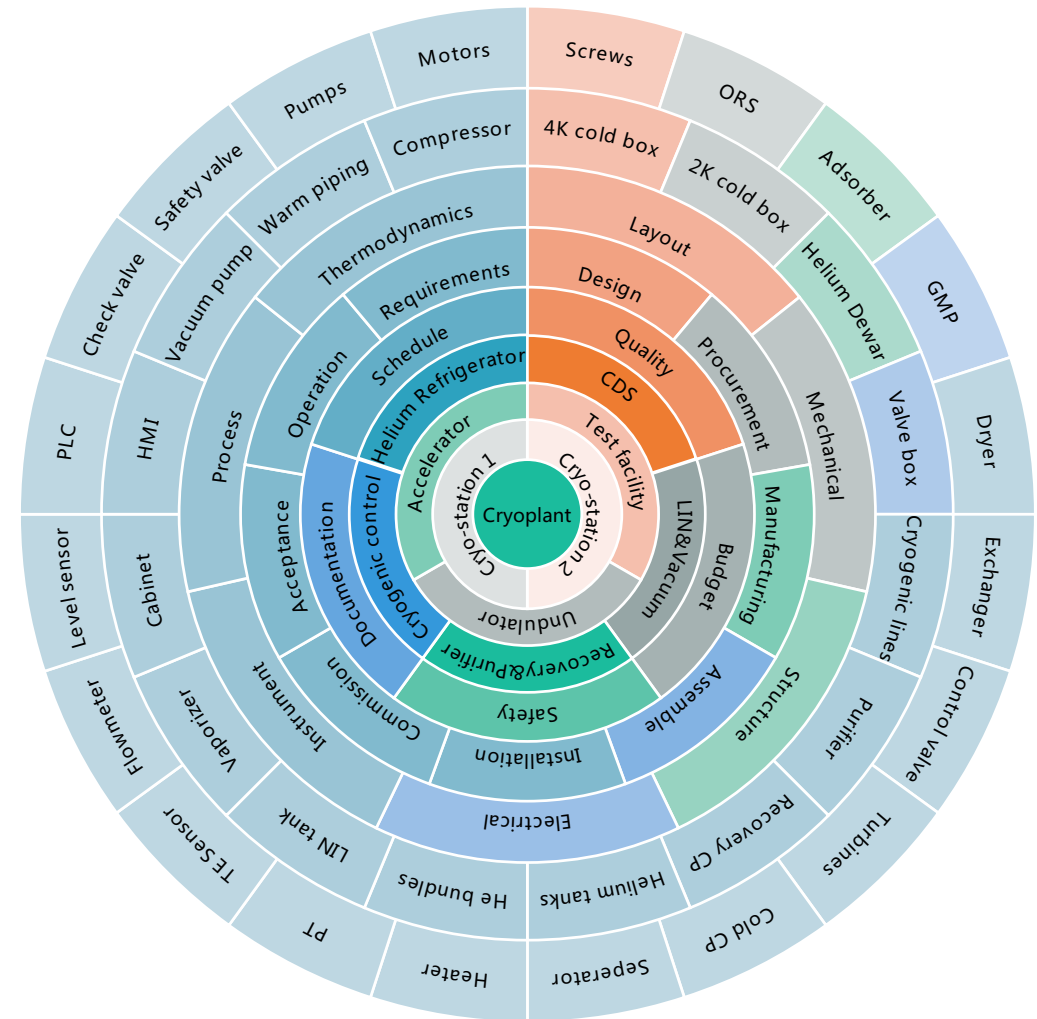 Cryoplant
Cryo-station 1
Cryo-station 2
Accelerator
Test facility
Undulator
Helium Refrigerator
CDS
LIN&Vacuum
Recovery&Purifier
Cryogenic control
Schedule
Quality
Budget
Safety
Documentation
Requirements
Design
Procurement
Manufacturing
Assemble
Installation
Commission
Acceptance
Operation
Thermodynamics
Layout
Mechanical
Structure
Electrical
Instrument
Process
Compressor
4K cold box
2K cold box
Helium Dewar
Valve box
Cryogenic lines
Purifier
Recovery CP
Helium tanks
He bundles
LIN tank
Vaporizer
Cabinet
HMI
Vacuum pump
Warm piping
Motors
Screws
ORS
Adsorber
GMP
Dryer
Exchanger
Control valve
Turbines
Cold CP
Seperator
Heater
PT
TE Sensor
Flowmeter
Level sensor
PLC
Check valve
Safety valve
Pumps